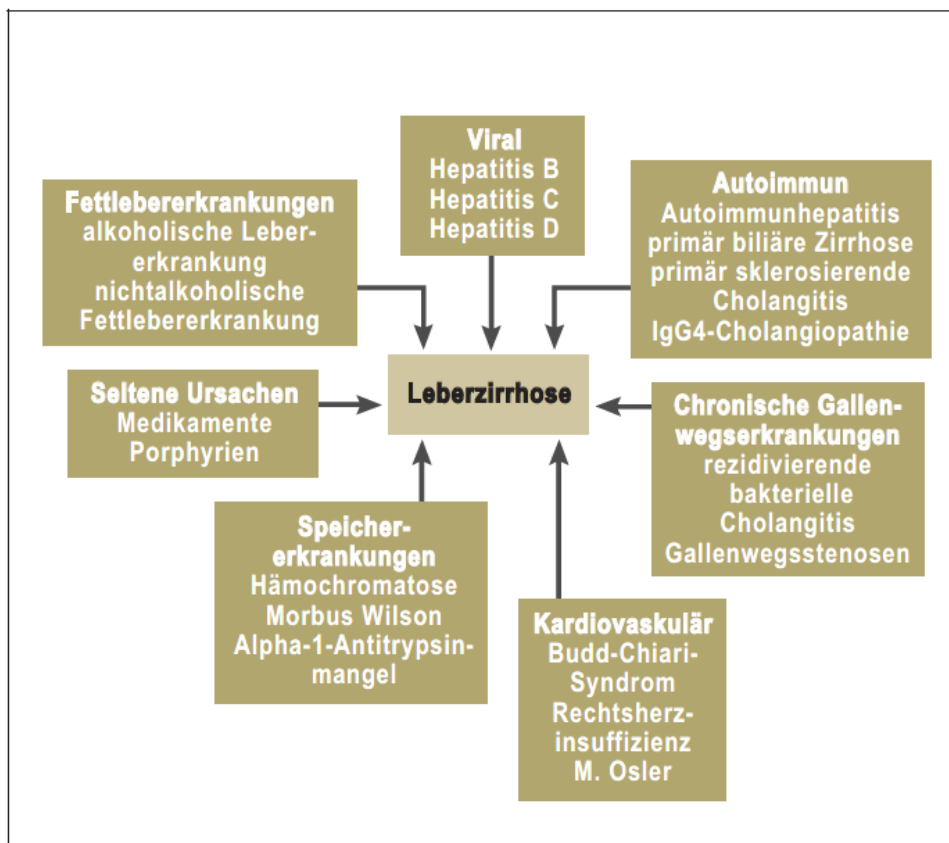 Viral
Hepatitis B
Hepatitis C
Hepatitis D
Fettlebererkrankungen
alkoholische Leber-
erkrankung
nichtalkoholische
Fettlebererkrankung
Autoimmun
Autoimmunhepatitis
primär biliäre Zirrhose
primär sklerosierende
Cholangitis
IgG4-Cholangiopathie
Leberzirrhose
Seltene Ursachen
Medikamente
Porphyrien
Chronische Gallen-
wegserkrankungen
rezidivierende
bakterielle
Cholangitis
Gallenwegsstenosen
Speicher-
erkrankungen
Hämochromatose
Morbus Wilson
Alpha-1-Antitrypsin-
mangel
Kardiovaskulär
Budd-Chiari-
Syndrom
Rechtsherz-
insuffizienz
M. Osler